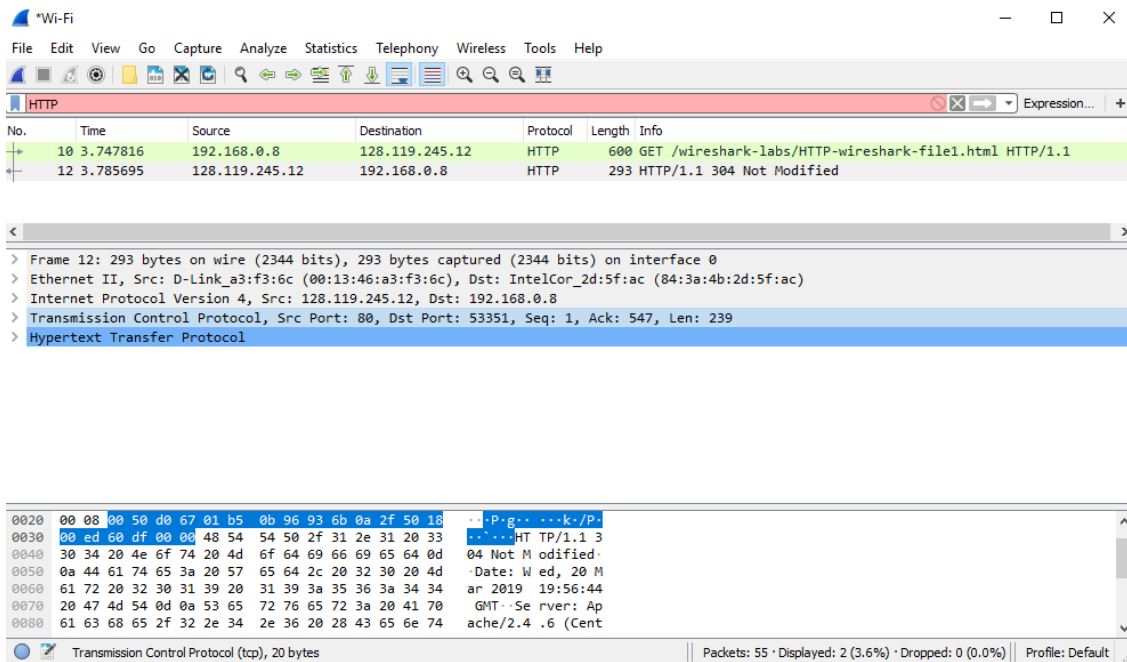 *Wi-Fi
File Edit View Go Capture Analyze Statistics Telephony Wireless Tools Help
HTTP Expression... +
No. Time Source Destination Protocol Length Info
10 3.747816 192.168.0.8 128.119.245.12 HTTP 600 GET /wireshark-labs/HTTP-wireshark-file1.html HTTP/1.1
12 3.785695 128.119.245.12 192.168.0.8 HTTP 293 HTTP/1.1 304 Not Modified
> Frame 12: 293 bytes on wire (2344 bits), 293 bytes captured (2344 bits) on interface 0
> Ethernet II, Src: D-Link_a3:f3:6c (00:13:46:a3:f3:6c), Dst: IntelCor_2d:5f:ac (84:3a:4b:2d:5f:ac)
> Internet Protocol Version 4, Src: 128.119.245.12, Dst: 192.168.0.8
> Transmission Control Protocol, Src Port: 80, Dst Port: 53351, Seq: 1, Ack: 547, Len: 239
> Hypertext Transfer Protocol
0020 00 08 00 50 d0 67 01 b5 0b 96 93 6b 0a 2f 50 18 ···P·g·· ···k·/P·
0030 00 ed 60 df 00 00 48 54 54 50 2f 31 2e 31 20 33 ··`···HT TP/1.1 3
0040 30 34 20 4e 6f 74 20 4d 6f 64 69 66 69 65 64 0d 04 Not M odified·
0050 0a 44 61 74 65 3a 20 57 65 64 2c 20 32 30 20 4d ·Date: W ed, 20 M
0060 61 72 20 32 30 31 39 20 31 39 3a 35 36 3a 34 34 ar 2019 19:56:44
0070 20 47 4d 54 0d 0a 53 65 72 76 65 72 3a 20 41 70 GMT··Se rver: Ap
0080 61 63 68 65 2f 32 2e 34 2e 36 20 28 43 65 6e 74 ache/2.4 .6 (Cent
Transmission Control Protocol (tcp), 20 bytes Packets: 55 · Displayed: 2 (3.6%) · Dropped: 0 (0.0%) Profile: Default